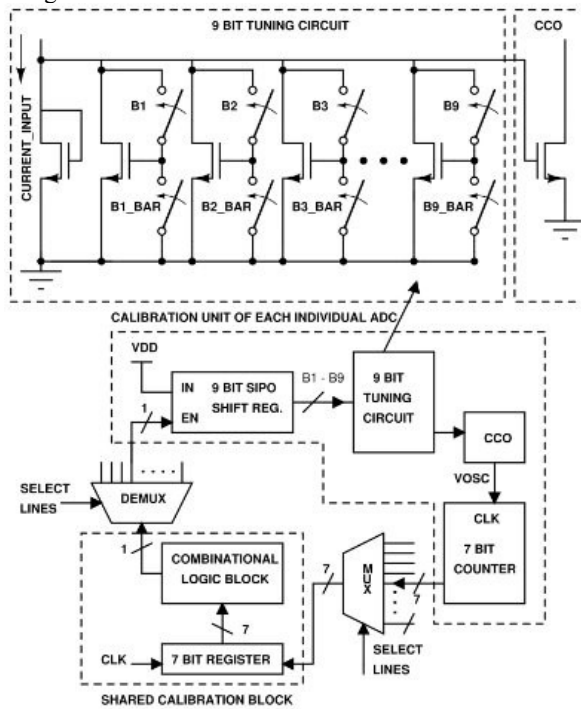 9 BIT TUNING CIRCUIT
CCO
CURRENT_INPUT
B1
B2
B3
B9
B1_BAR
B2_BAR
B3_BAR
B9_BAR
CALIBRATION UNIT OF EACH INDIVIDUAL ADC
VDD
IN
9 BIT SIPO
SHIFT REG.
EN
1
B1 - B9
9 BIT
TUNING
CIRCUIT
CCO
VOSC
CLK
7 BIT
COUNTER
SELECT
LINES
DEMUX
1
COMBINATIONAL
LOGIC BLOCK
7
MUX
7
7
7
CLK
7 BIT REGISTER
SELECT
LINES
SHARED CALIBRATION BLOCK